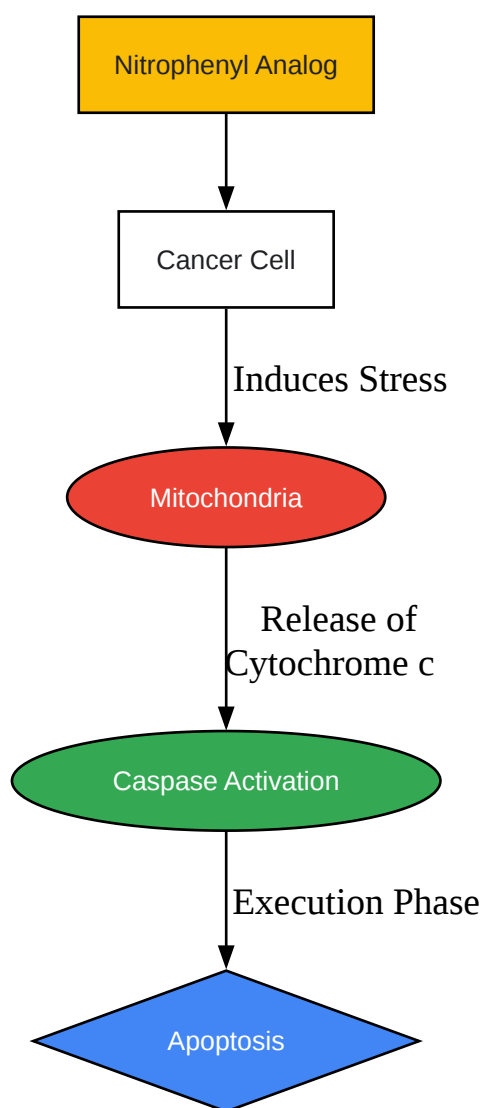 Nitrophenyl Analog
Cancer Cell
Induces Stress
Mitochondria
Release of
Cytochrome c
Caspase Activation
Execution Phase
Apoptosis